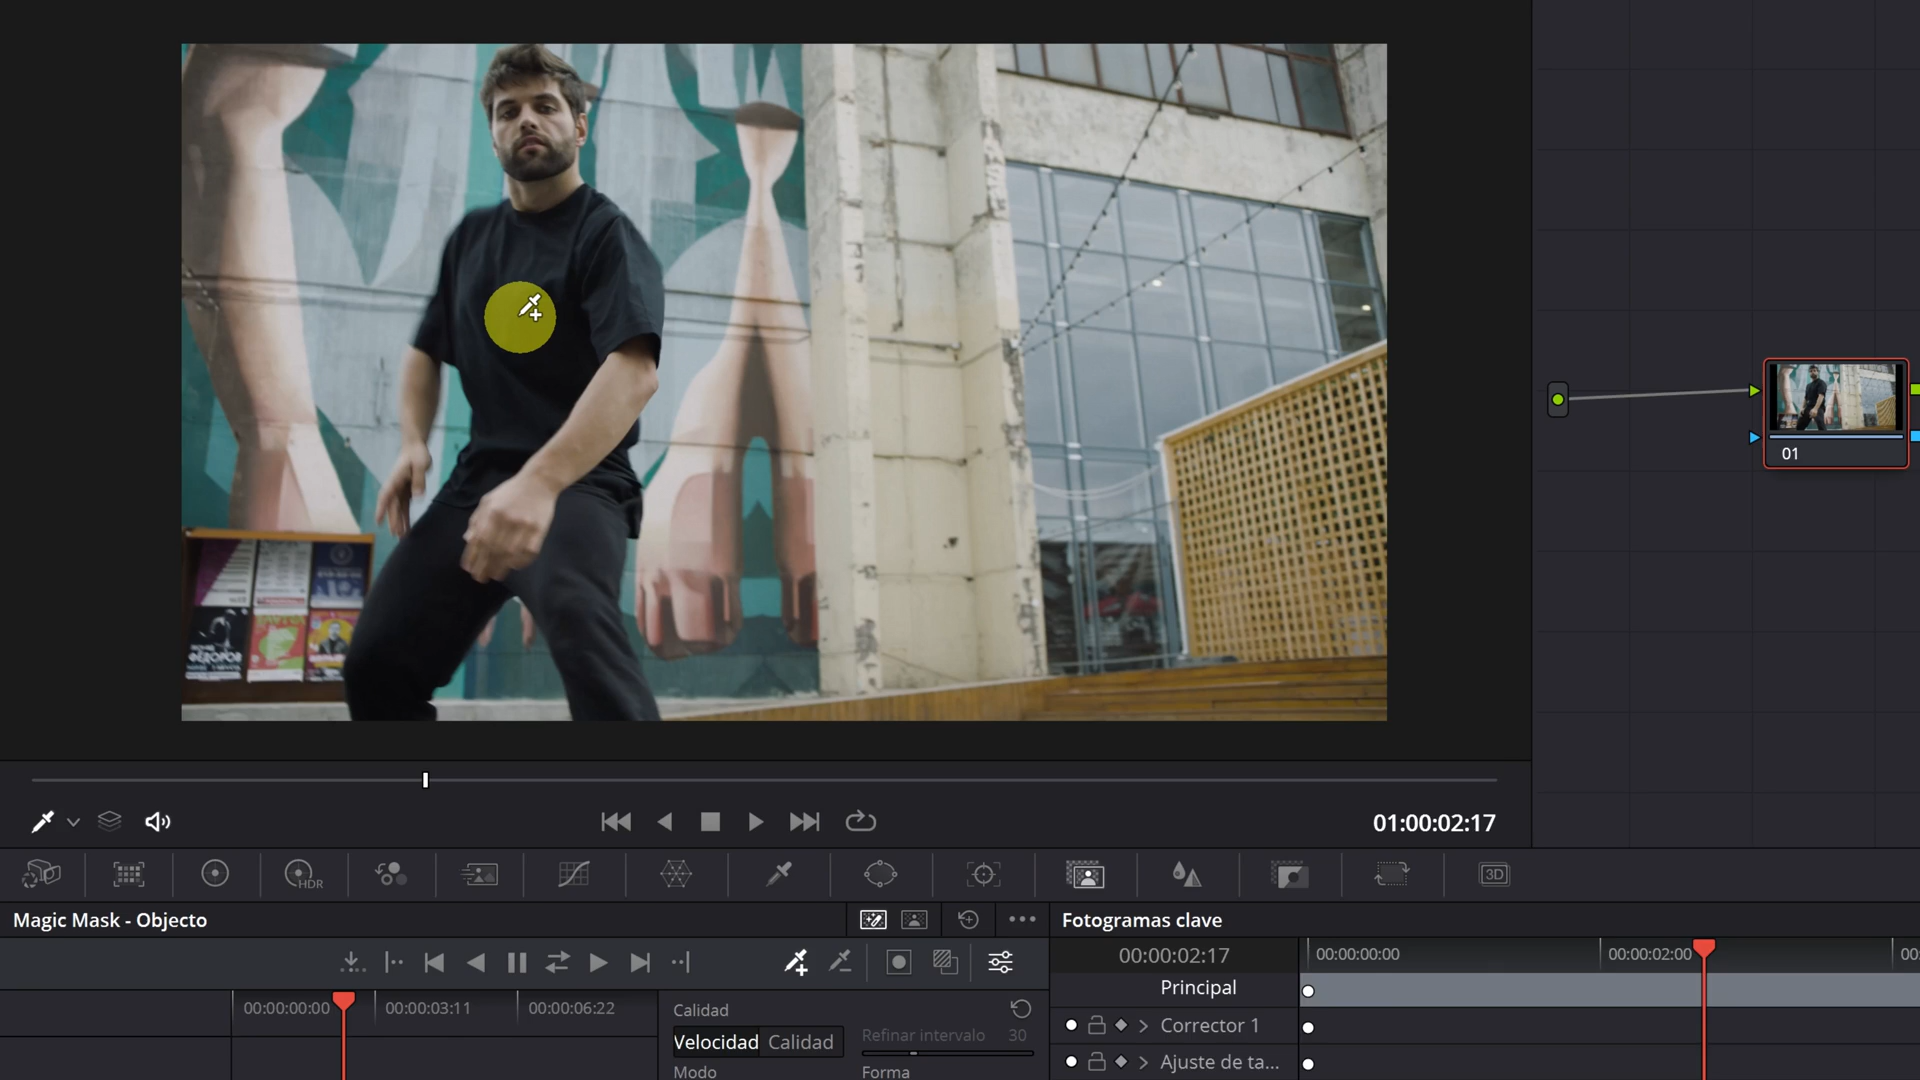 ФЁДОРОВ
01
01:00:02:17
HDR
3D
Magic Mask - Objecto
Fotogramas clave
00:00:02:17
00:00:00:00
00:00:02:00
00:
Principal
00:00:00:00
00:00:03:11
00:00:06:22
Calidad
Velocidad
Calidad
Refinar intervalo
30
Modo
Forma
Corrector 1
Ajuste de ta...